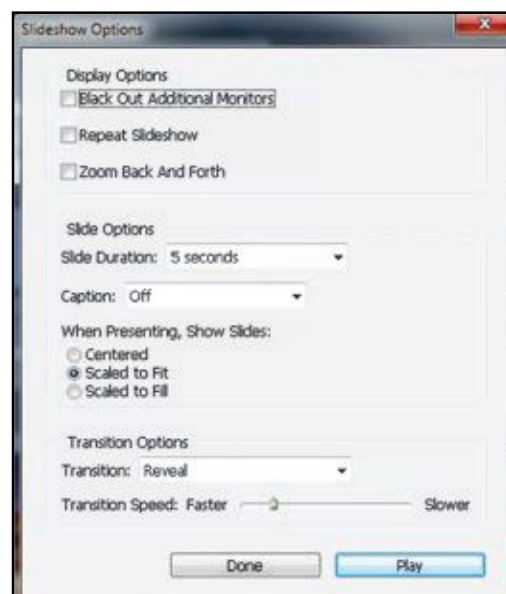 Slideshow Options
Display Options
Black Out Additional Monitors
Repeat Slideshow
Zoom Back And Forth
Slide Options
Slide Duration: 5 seconds
Caption: Off
When Presenting, Show Slides:
Centered
Scaled to Fit
Scaled to Fill
Transition Options
Transition: Reveal
Transition Speed: Faster Slower
Done Play